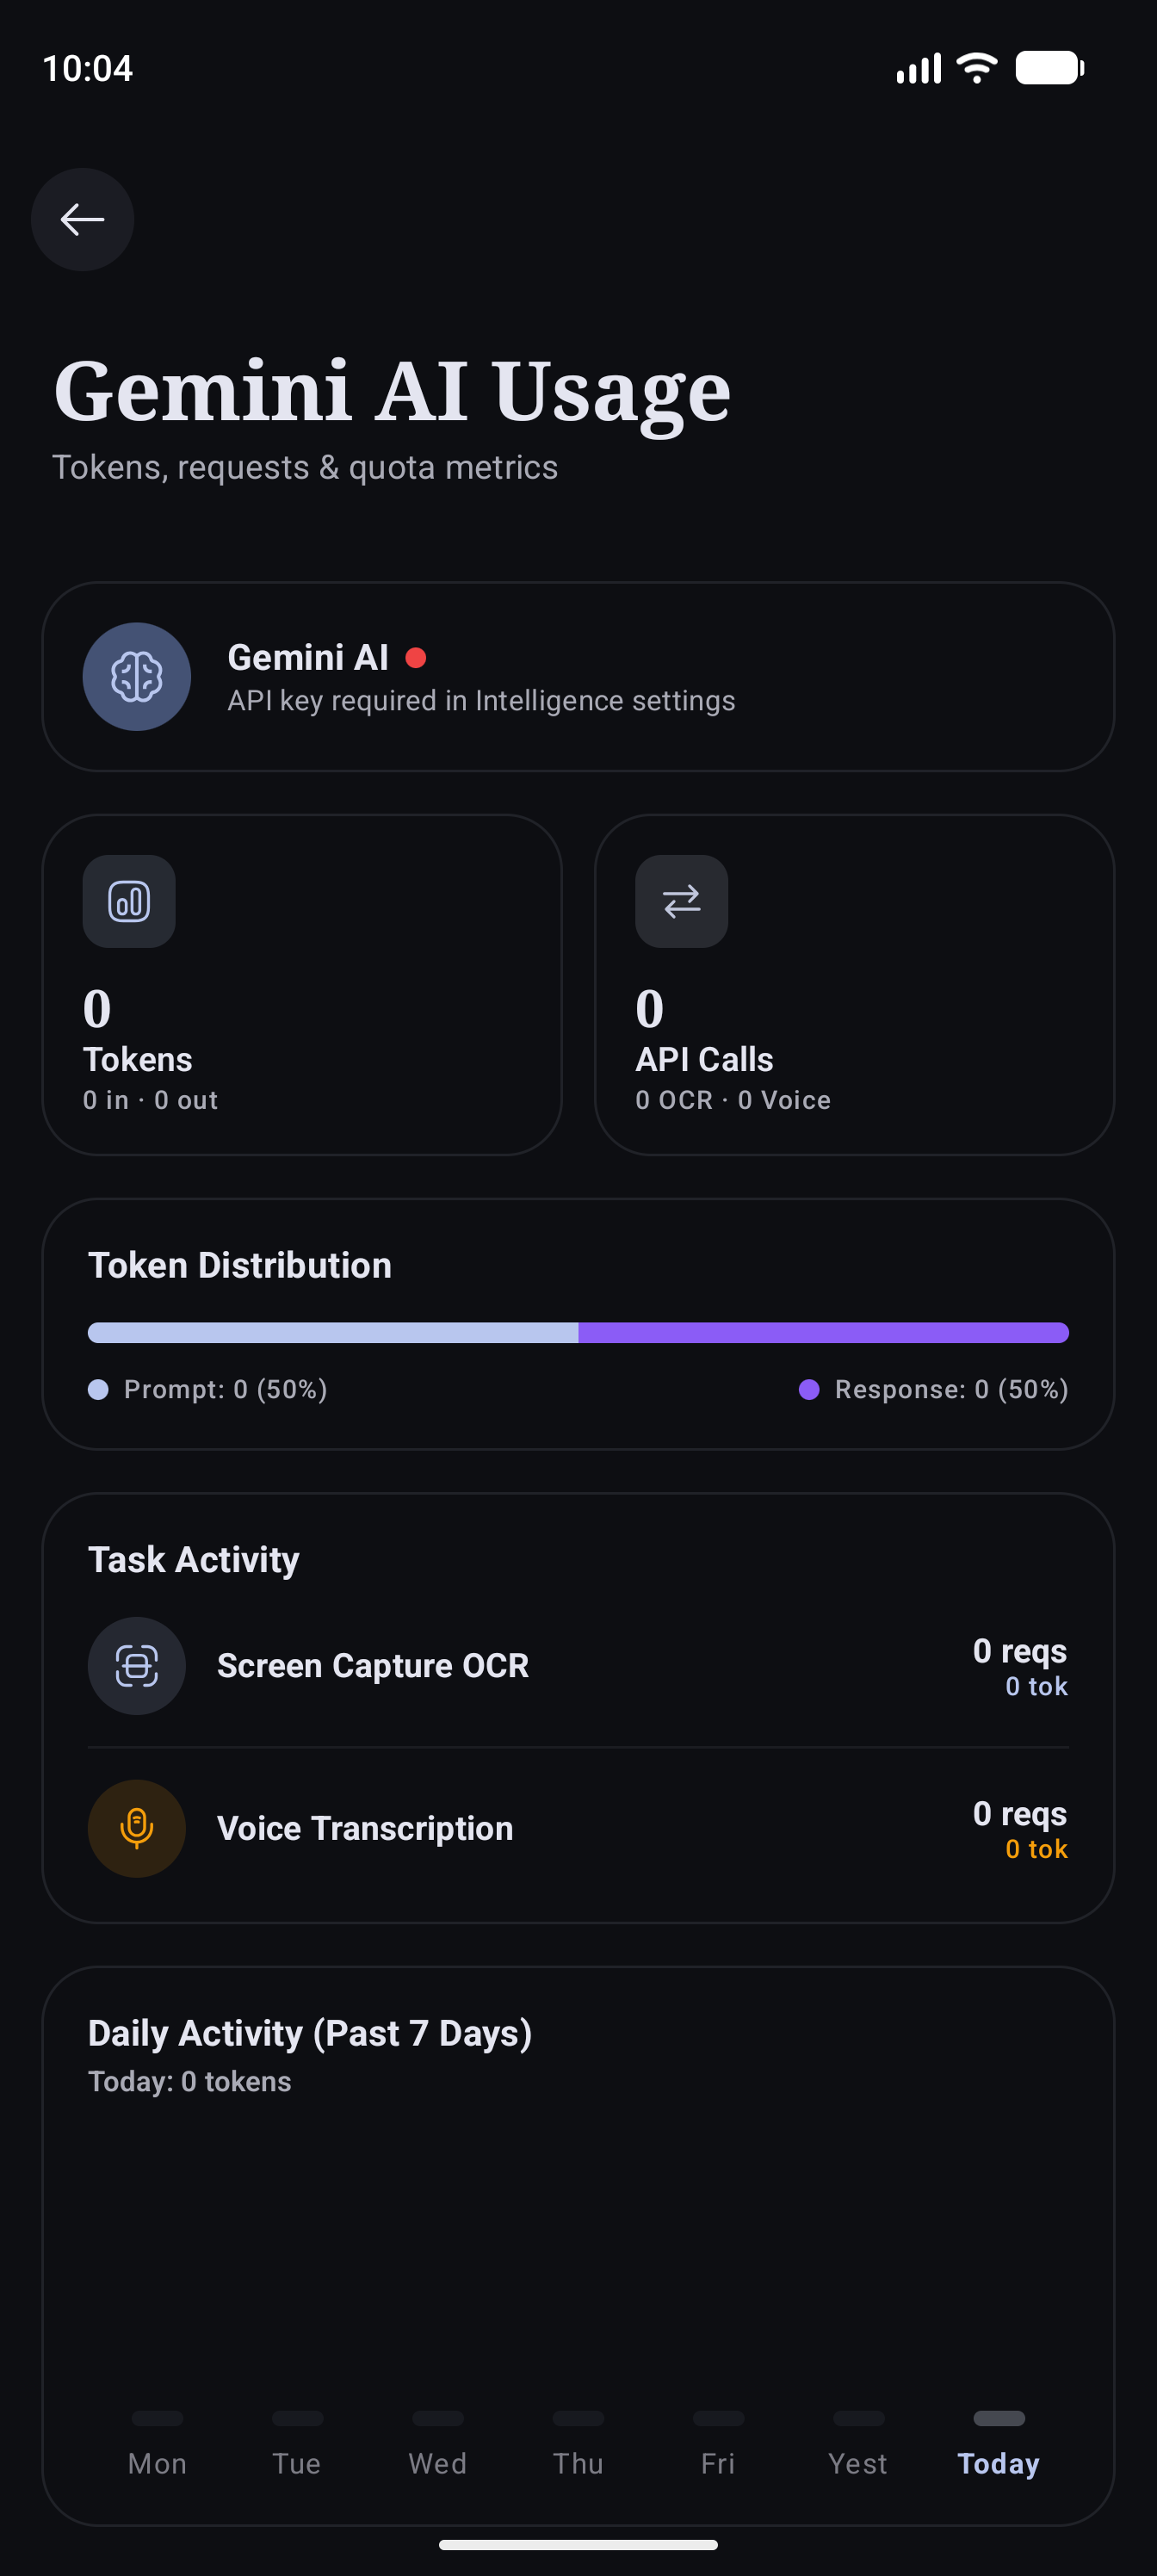 10:04
Gemini AI Usage
Tokens, requests & quota metrics
Gemini AI
API key required in Intelligence settings
0
Tokens
0 in · 0 out
0
API Calls
0 OCR · 0 Voice
Token Distribution
Prompt: 0 (50%)
Response: 0 (50%)
Task Activity
Screen Capture OCR
0 reqs
0 tok
Voice Transcription
0 reqs
0 tok
Daily Activity (Past 7 Days)
Today: 0 tokens
Mon Tue Wed Thu Fri Yest Today